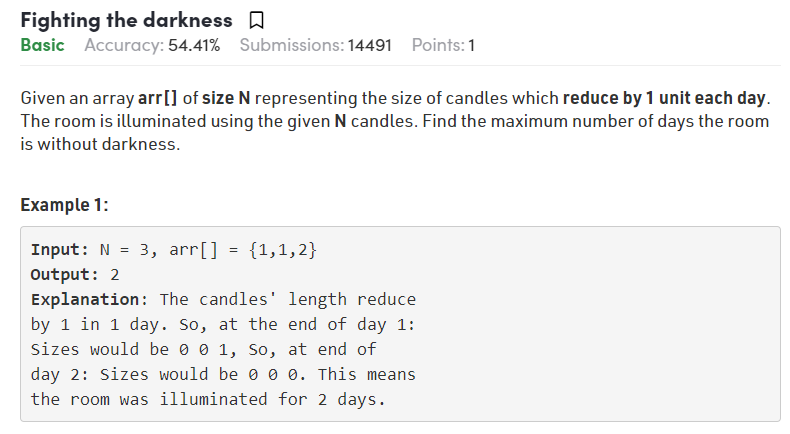 Fighting the darkness
Basic Accuracy: 54.41% Submissions: 14491 Points: 1
Given an array arr[] of size N representing the size of candles which reduce by 1 unit each day.
The room is illuminated using the given N candles. Find the maximum number of days the room
is without darkness.
Example 1:
Input: N = 3, arr[] = {1,1,2}
Output: 2
Explanation: The candles' length reduce
by 1 in 1 day. So, at the end of day 1:
Sizes would be 0 0 1, So, at end of
day 2: Sizes would be 0 0 0. This means
the room was illuminated for 2 days.